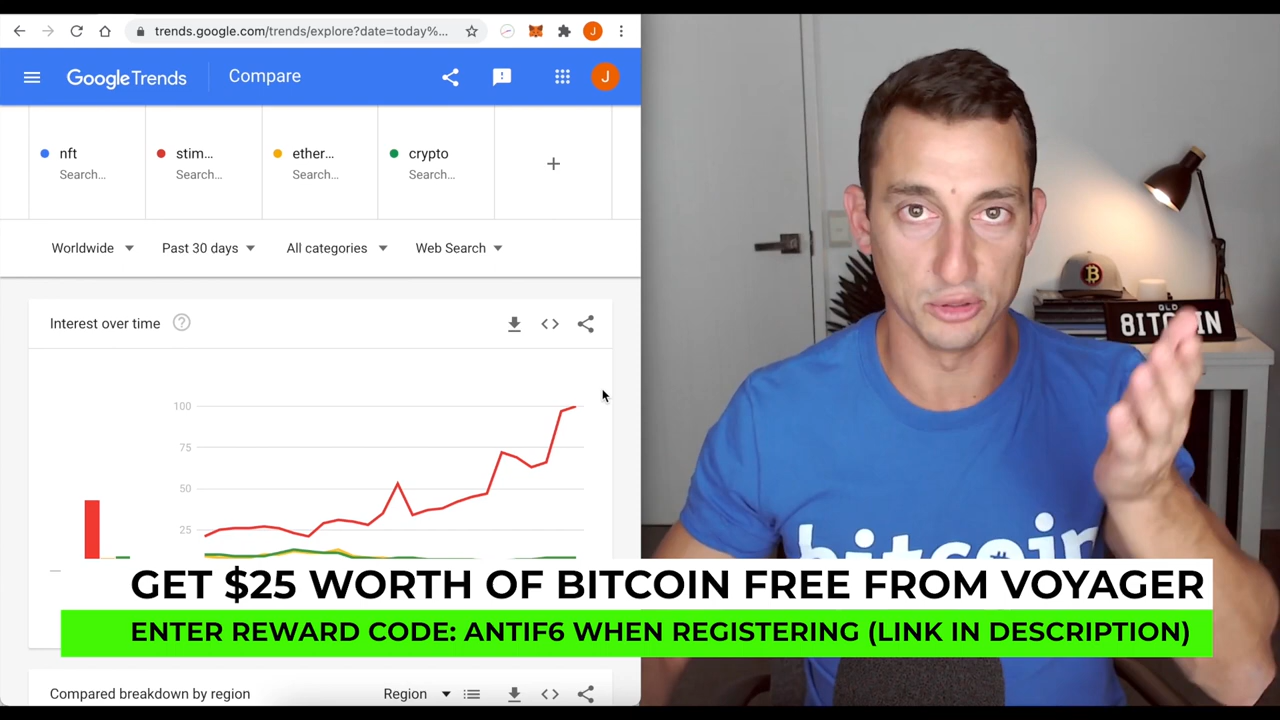 trends.google.com/trends/explore?date=today%...
J
Google Trends
Compare
J
nft
Search...
stim...
Search...
ether...
Search...
crypto
Search...
Worldwide
Past 30 days
All categories
Web Search
Interest over time
100
75
50
25
GET $25 WORTH OF BITCOIN FREE FROM VOYAGER
ENTER REWARD CODE: ANTIF6 WHEN REGISTERING (LINK IN DESCRIPTION)
Compared breakdown by region
Region
QLD
bitcoin